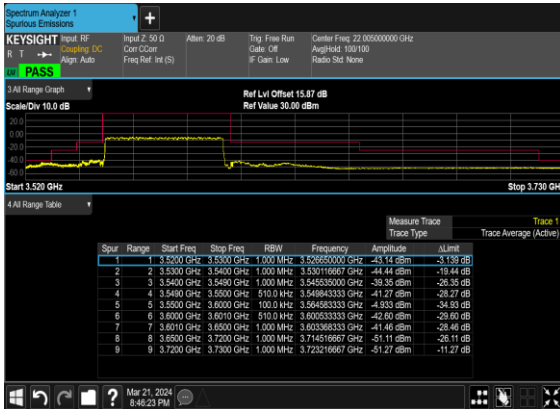 Spectrum Analyzer 1
Spurious Emissions
+
KEYSIGHT Input: RF Input Z: 50 Ω Atten: 20 dB Trig: Free Run Center Freq: 22.005000000 GHz
R T Coupling: DC Corr CCorr Gate: Off Avg|Hold: 100/100
Align: Auto Freq Ref: Int (S) IF Gain: Low Radio Std: None
PASS
3 All Range Graph Ref Lvl Offset 15.87 dB
Scale/Div 10.0 dB Ref Value 30.00 dBm
20.0
0.00
-20.0
-40.0
-60.0
Start 3.520 GHz Stop 3.730 GHz
4 All Range Table
Measure Trace Trace 1
Trace Type Trace Average (Active)
Spur Range Start Freq Stop Freq RBW Frequency Amplitude ΔLimit
1 1 3.5200 GHz 3.5300 GHz 1.000 MHz 3.526650000 GHz -43.14 dBm -3.139 dB
2 2 3.5300 GHz 3.5400 GHz 1.000 MHz 3.530116667 GHz -44.44 dBm -19.44 dB
3 3 3.5400 GHz 3.5490 GHz 1.000 MHz 3.545535000 GHz -39.35 dBm -26.35 dB
4 4 3.5490 GHz 3.5500 GHz 510.0 kHz 3.549843333 GHz -41.27 dBm -28.27 dB
5 5 3.5500 GHz 3.6000 GHz 100.0 kHz 3.564583333 GHz -4.933 dBm -34.93 dB
6 6 3.6000 GHz 3.6010 GHz 510.0 kHz 3.600533333 GHz -42.60 dBm -29.60 dB
7 7 3.6010 GHz 3.6500 GHz 1.000 MHz 3.603368333 GHz -41.46 dBm -28.46 dB
8 8 3.6500 GHz 3.7200 GHz 1.000 MHz 3.714516667 GHz -51.11 dBm -26.11 dB
9 9 3.7200 GHz 3.7300 GHz 1.000 MHz 3.723216667 GHz -51.27 dBm -11.27 dB
? Mar 21, 2024
8:46:23 PM